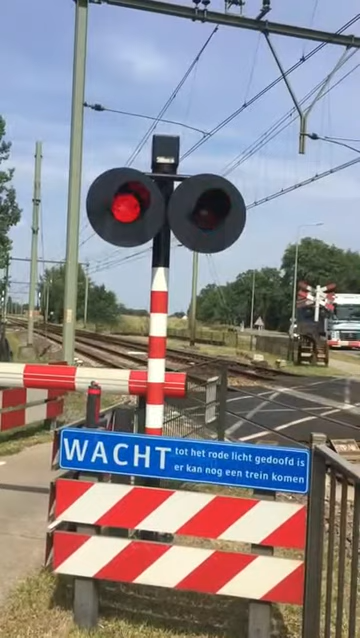 WACHT tot het rode licht gedoofd is
er kan nog een trein komen